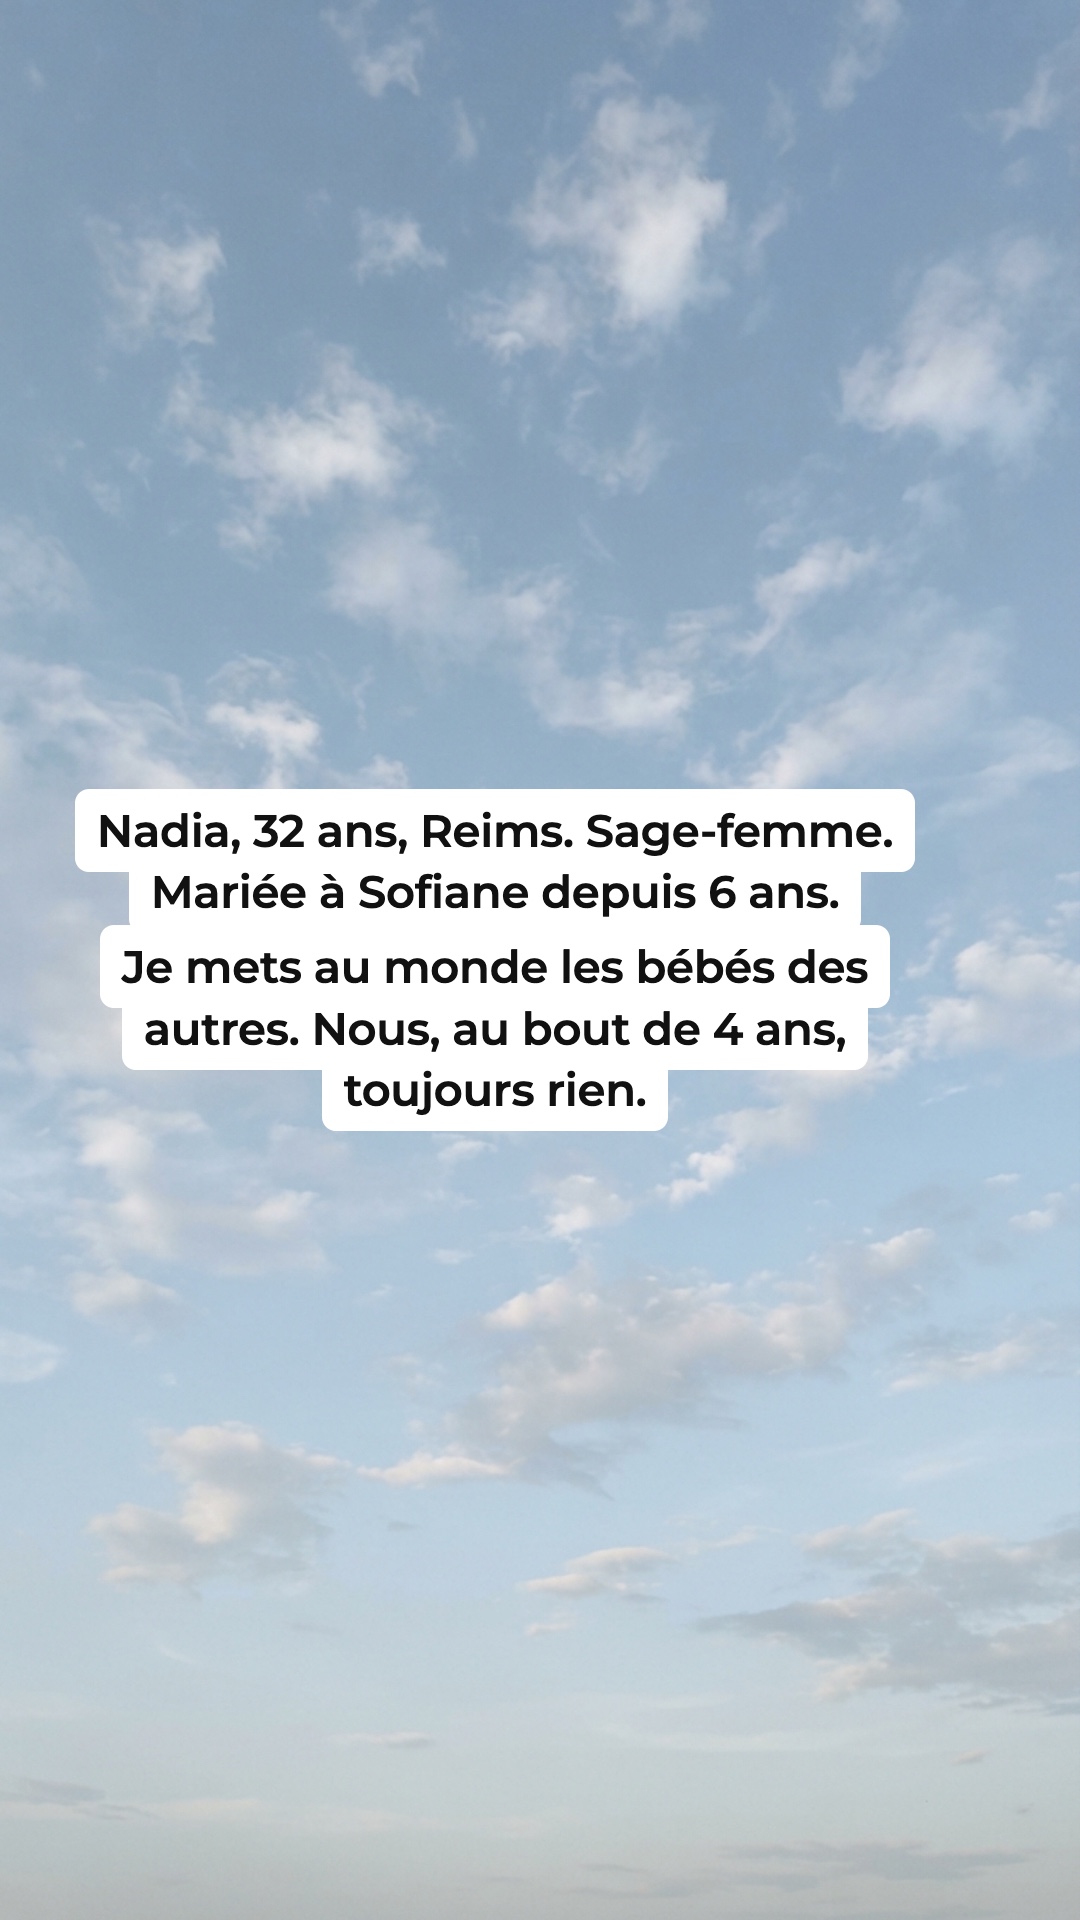 Nadia, 32 ans, Reims. Sage-femme.
Mariée à Sofiane depuis 6 ans.
Je mets au monde les bébés des
autres. Nous, au bout de 4 ans,
toujours rien.